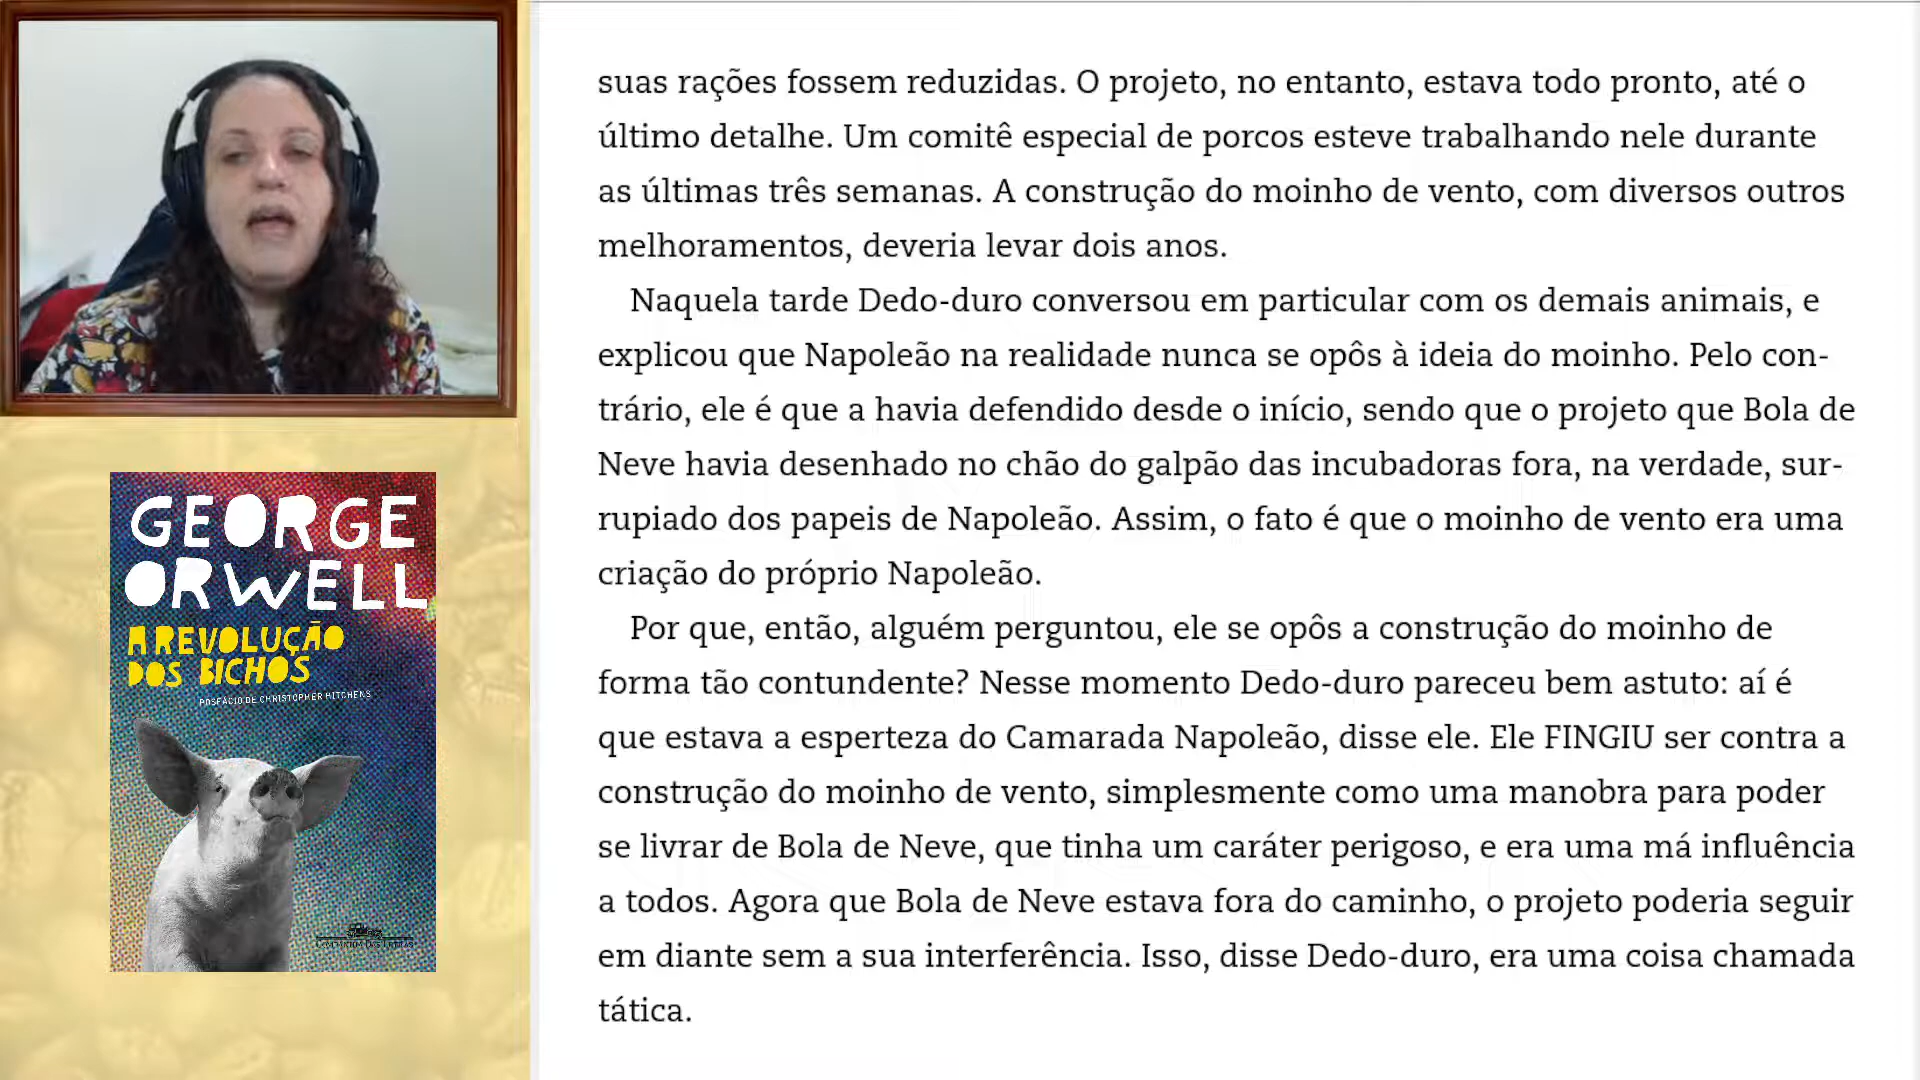 suas rações fossem reduzidas. O projeto, no entanto, estava todo pronto, até o
último detalhe. Um comitê especial de porcos esteve trabalhando nele durante
as últimas três semanas. A construção do moinho de vento, com diversos outros
melhoramentos, deveria levar dois anos.
Naquela tarde Dedo-duro conversou em particular com os demais animais, e
explicou que Napoleão na realidade nunca se opôs à ideia do moinho. Pelo con-
trário, ele é que a havia defendido desde o início, sendo que o projeto que Bola de
Neve havia desenhado no chão do galpão das incubadoras fora, na verdade, sur-
rupiado dos papeis de Napoleão. Assim, o fato é que o moinho de vento era uma
criação do próprio Napoleão.
Por que, então, alguém perguntou, ele se opôs a construção do moinho de
forma tão contundente? Nesse momento Dedo-duro pareceu bem astuto: aí é
que estava a esperteza do Camarada Napoleão, disse ele. Ele FINGIU ser contra a
construção do moinho de vento, simplesmente como uma manobra para poder
se livrar de Bola de Neve, que tinha um caráter perigoso, e era uma má influência
a todos. Agora que Bola de Neve estava fora do caminho, o projeto poderia seguir
em diante sem a sua interferência. Isso, disse Dedo-duro, era uma coisa chamada
tática.
GEORGE
ORWELL
A REVOLUÇÃO
DOS BICHOS
POSFÁCIO DE CHRISTOPHER HITCHENS
COMPANHIA DAS LETRAS